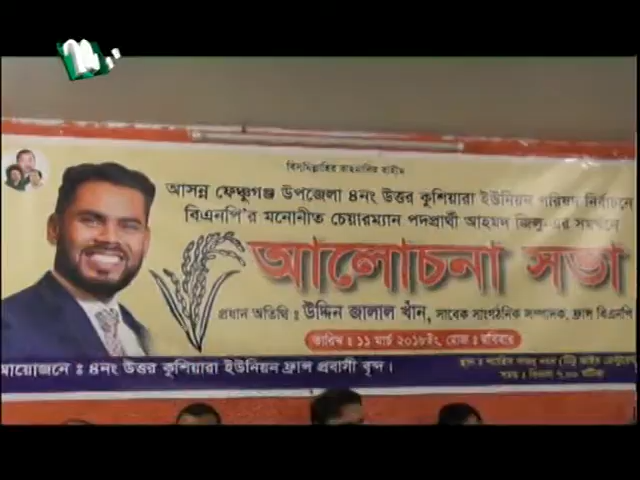 বিসমিল্লাহির রাহমানির রাহীম
আসন্ন ফেঞ্চুগঞ্জ উপজেলা ৪নং উত্তর কুশিয়ারা ইউনিয়ন পরিষদ নির্বাচনে
বিএনপি'র মনোনীত চেয়ারম্যান পদপ্রার্থী আহমদ জিলু-এর সমর্থনে
আলোচনা সভা
প্রধান অতিথি : উদ্দিন জালাল খাঁন, সাবেক সাংগঠনিক সম্পাদক, ফ্রান্স বিএনপি
তারিখ : ১১ মার্চ ২০১৮ইং, রোজ : রবিবার
আয়োজনে : ৪নং উত্তর কুশিয়ারা ইউনিয়ন ফ্রান্স প্রবাসী বৃন্দ।
স্থান :
সময় : বিকাল